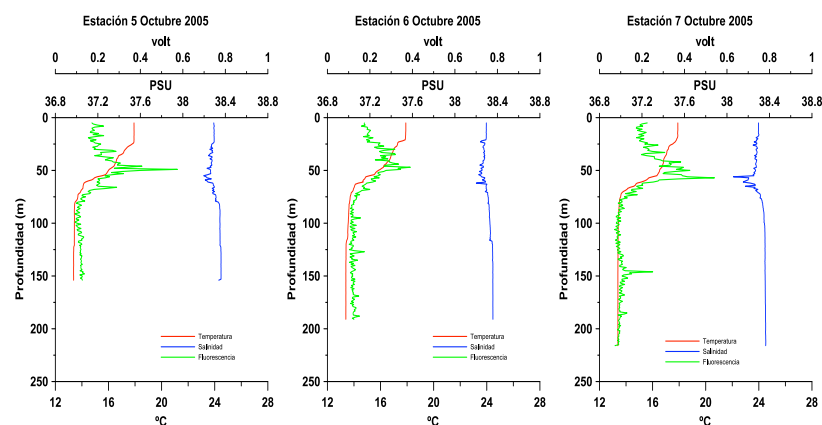 Estación 5 Octubre 2005
volt
0 0.2 0.4 0.6 0.8 1
PSU
36.8 37.2 37.6 38 38.4 38.8
0
50
100
150
200
250
Profundidad (m)
Temperatura
Salinidad
Fluorescencia
12 16 20 24 28
ºC
Estación 6 Octubre 2005
volt
0 0.2 0.4 0.6 0.8 1
PSU
36.8 37.2 37.6 38 38.4 38.8
0
50
100
150
200
250
Profundidad (m)
Temperatura
Salinidad
Fluorescencia
12 16 20 24 28
ºC
Estación 7 Octubre 2005
volt
0 0.2 0.4 0.6 0.8 1
PSU
36.8 37.2 37.6 38 38.4 38.8
0
50
100
150
200
250
Profundidad (m)
Temperatura
Salinidad
Fluorescencia
12 16 20 24 28
ºC